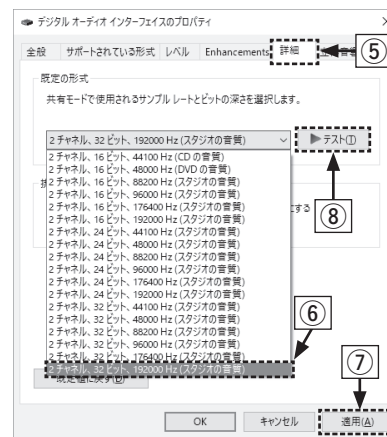 デジタル オーディオ インターフェイスのプロパティ
全般 サポートされている形式 レベル Enhancements 詳細
⑤
既定の形式
共有モードで使用されるサンプル レートとビットの深さを選択します。
2 チャネル、32 ビット、192000 Hz (スタジオの音質) ▶テスト(T)
2 チャネル、16 ビット、44100 Hz (CD の音質)
2 チャネル、16 ビット、48000 Hz (DVD の音質)
2 チャネル、16 ビット、88200 Hz (スタジオの音質)
2 チャネル、16 ビット、96000 Hz (スタジオの音質)
2 チャネル、16 ビット、176400 Hz (スタジオの音質)
2 チャネル、16 ビット、192000 Hz (スタジオの音質)
2 チャネル、24 ビット、44100 Hz (スタジオの音質)
2 チャネル、24 ビット、48000 Hz (スタジオの音質)
2 チャネル、24 ビット、88200 Hz (スタジオの音質)
2 チャネル、24 ビット、96000 Hz (スタジオの音質)
2 チャネル、24 ビット、176400 Hz (スタジオの音質)
2 チャネル、24 ビット、192000 Hz (スタジオの音質)
2 チャネル、32 ビット、44100 Hz (スタジオの音質)
2 チャネル、32 ビット、48000 Hz (スタジオの音質)
2 チャネル、32 ビット、88200 Hz (スタジオの音質)
2 チャネル、32 ビット、96000 Hz (スタジオの音質)
2 チャネル、32 ビット、176400 Hz (スタジオの音質)
2 チャネル、32 ビット、192000 Hz (スタジオの音質)
する
⑧
⑥
⑦
既定値に戻す(D)
OK キャンセル 適用(A)